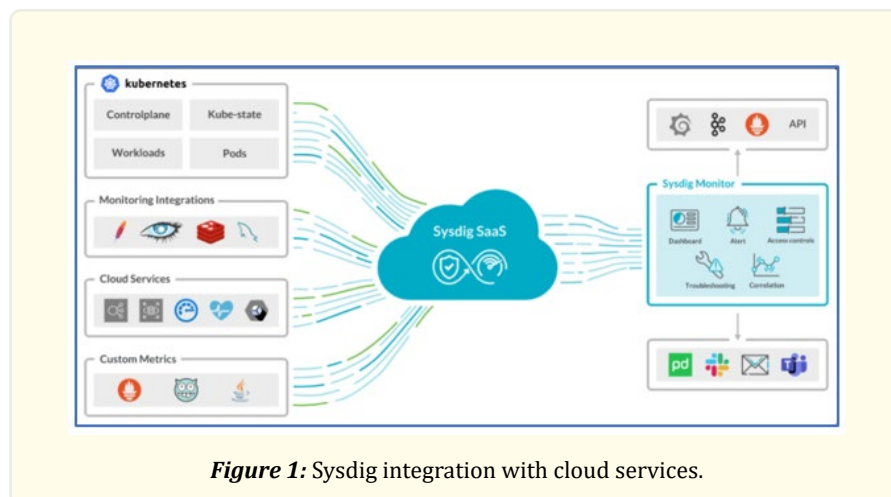 kubernetes
Controlplane
Kube-state
Workloads
Pods
Monitoring Integrations
Cloud Services
Custom Metrics
Sysdig SaaS
API
Sysdig Monitor
Dashboard
Alert
Access controls
Troubleshooting
Correlation
pd
Figure 1: Sysdig integration with cloud services.